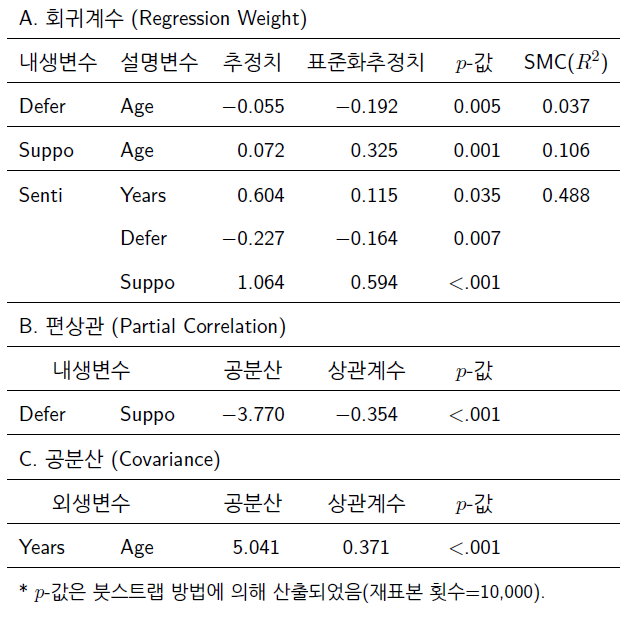 A. 회귀계수 (Regression Weight)
내생변수 설명변수 추정치 표준화추정치 p-값 SMC(R²)
Defer Age −0.055 −0.192 0.005 0.037
Suppo Age 0.072 0.325 0.001 0.106
Senti Years 0.604 0.115 0.035 0.488
Defer −0.227 −0.164 0.007
Suppo 1.064 0.594 <.001
B. 편상관 (Partial Correlation)
내생변수 공분산 상관계수 p-값
Defer Suppo −3.770 −0.354 <.001
C. 공분산 (Covariance)
외생변수 공분산 상관계수 p-값
Years Age 5.041 0.371 <.001
* p-값은 붓스트랩 방법에 의해 산출되었음(재표본 횟수=10,000).